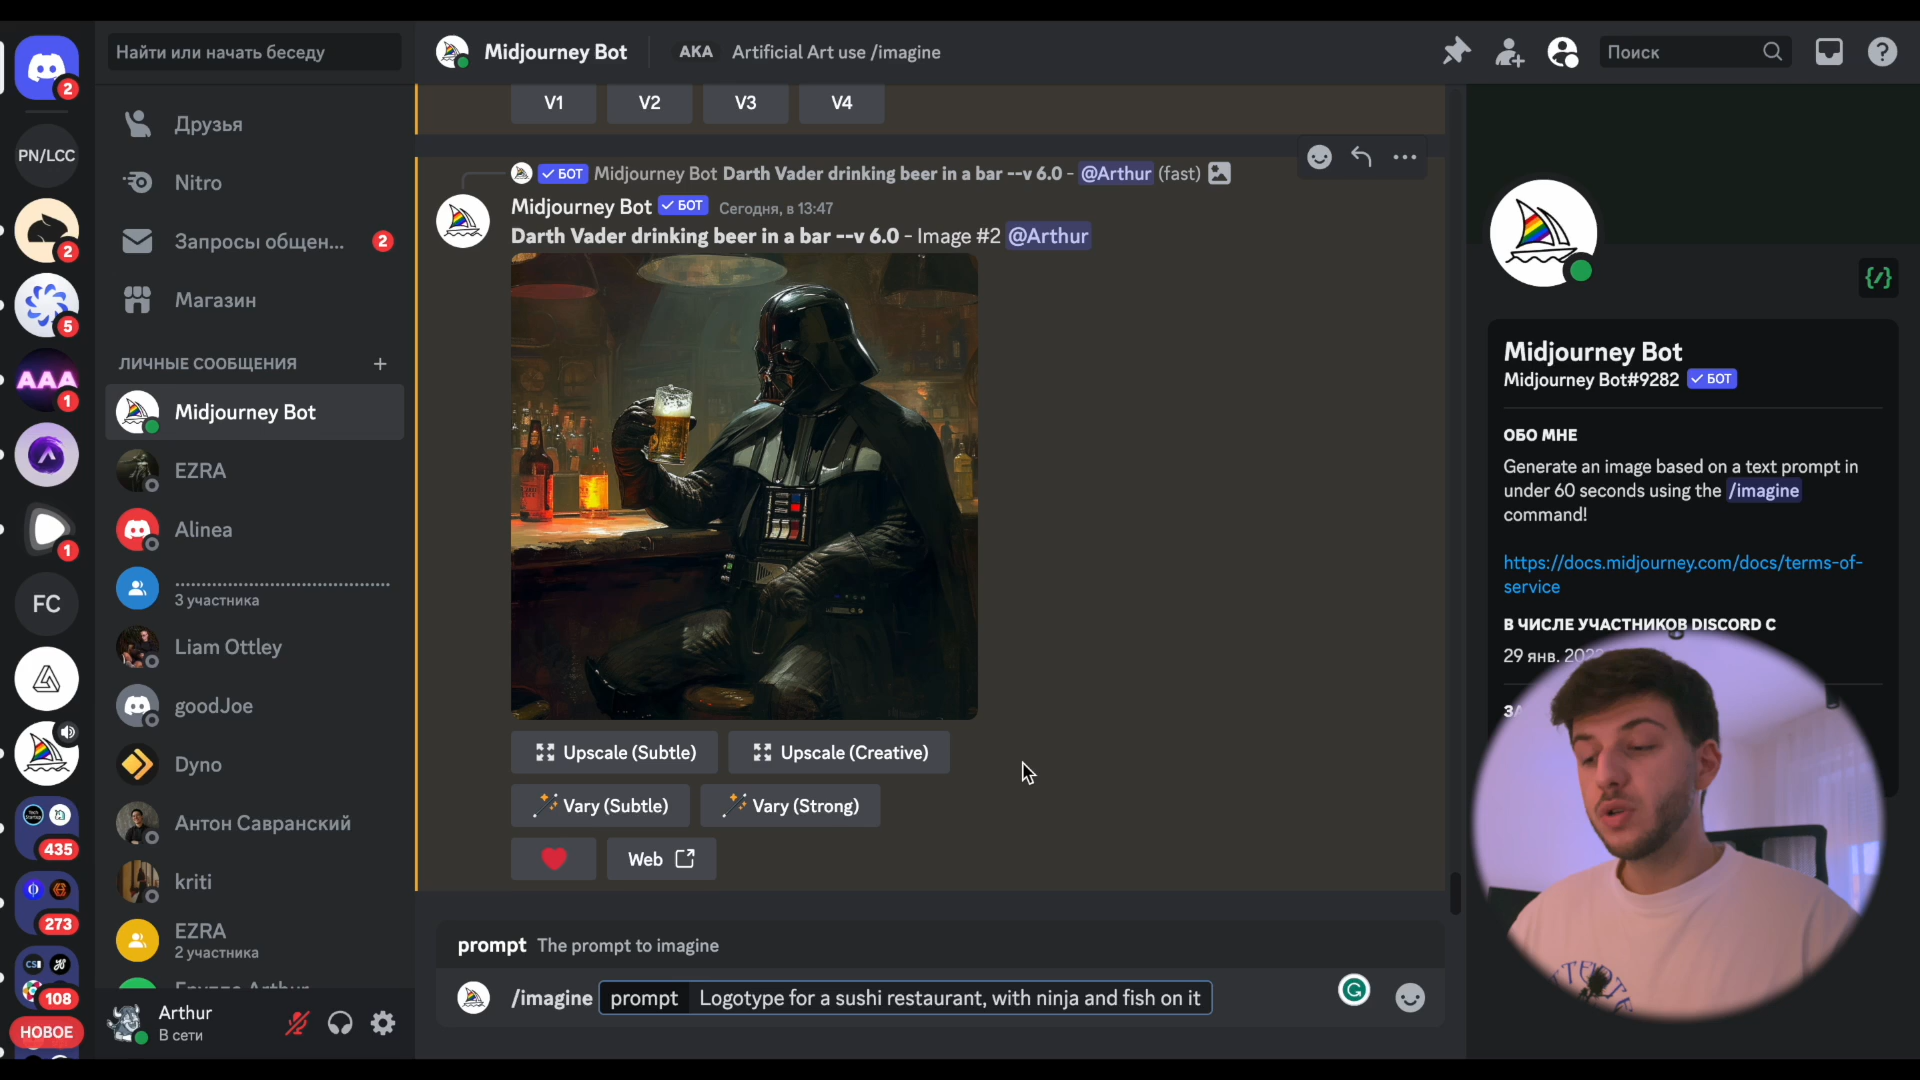 Найти или начать беседу
Друзья
Nitro
Запросы общен...
2
Магазин
ЛИЧНЫЕ СООБЩЕНИЯ
Midjourney Bot
EZRA
Alinea
3 участника
Liam Ottley
goodJoe
Dyno
Антон Савранский
kriti
EZRA
2 участника
Arthur
В сети
2
PN/LCC
2
5
AAA
1
1
FC
435
273
CSI
108
НОВОЕ
Midjourney Bot
AKA
Artificial Art use /imagine
Поиск
V1
V2
V3
V4
БОТ Midjourney Bot Darth Vader drinking beer in a bar --v 6.0 - @Arthur (fast)
Midjourney Bot БОТ Сегодня, в 13:47
Darth Vader drinking beer in a bar --v 6.0 - Image #2 @Arthur
Upscale (Subtle)
Upscale (Creative)
Vary (Subtle)
Vary (Strong)
Web
prompt The prompt to imagine
/imagine prompt Logotype for a sushi restaurant, with ninja and fish on it
Midjourney Bot
Midjourney Bot#9282 БОТ
ОБО МНЕ
Generate an image based on a text prompt in
under 60 seconds using the /imagine
command!
https://docs.midjourney.com/docs/terms-of-
service
В ЧИСЛЕ УЧАСТНИКОВ DISCORD С
29 янв.